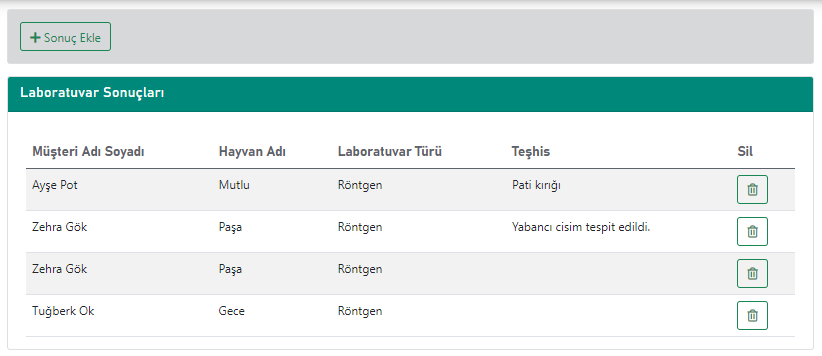 + Sonuç Ekle
Laboratuvar Sonuçları
Müşteri Adı Soyadı Hayvan Adı Laboratuvar Türü Teşhis Sil
Ayşe Pot Mutlu Röntgen Pati kırığı
Zehra Gök Paşa Röntgen Yabancı cisim tespit edildi.
Zehra Gök Paşa Röntgen
Tuğberk Ok Gece Röntgen